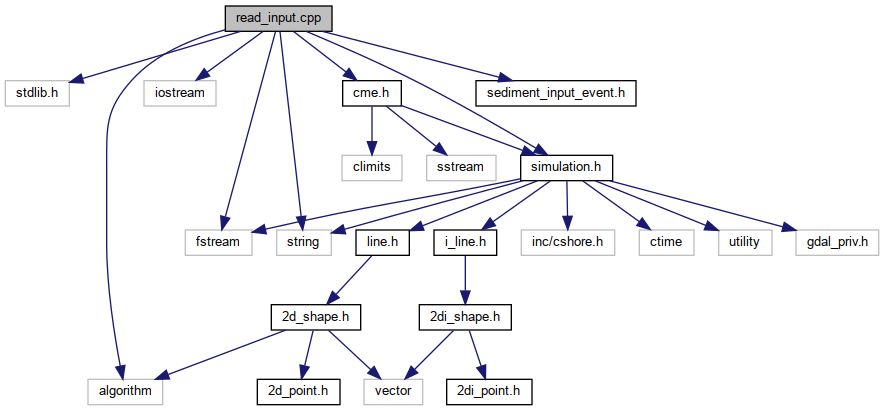 read_input.cpp
stdlib.h
iostream
cme.h
sediment_input_event.h
climits
sstream
simulation.h
fstream
string
line.h
i_line.h
inc/cshore.h
ctime
utility
gdal_priv.h
2d_shape.h
2di_shape.h
algorithm
2d_point.h
vector
2di_point.h